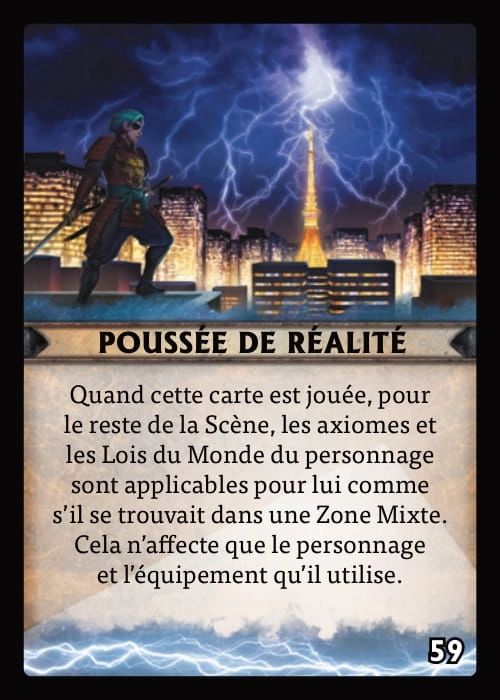 POUSSÉE DE RÉALITÉ
Quand cette carte est jouée, pour
le reste de la Scène, les axiomes et
les Lois du Monde du personnage
sont applicables pour lui comme
s'il se trouvait dans une Zone Mixte.
Cela n'affecte que le personnage
et l'équipement qu'il utilise.
59